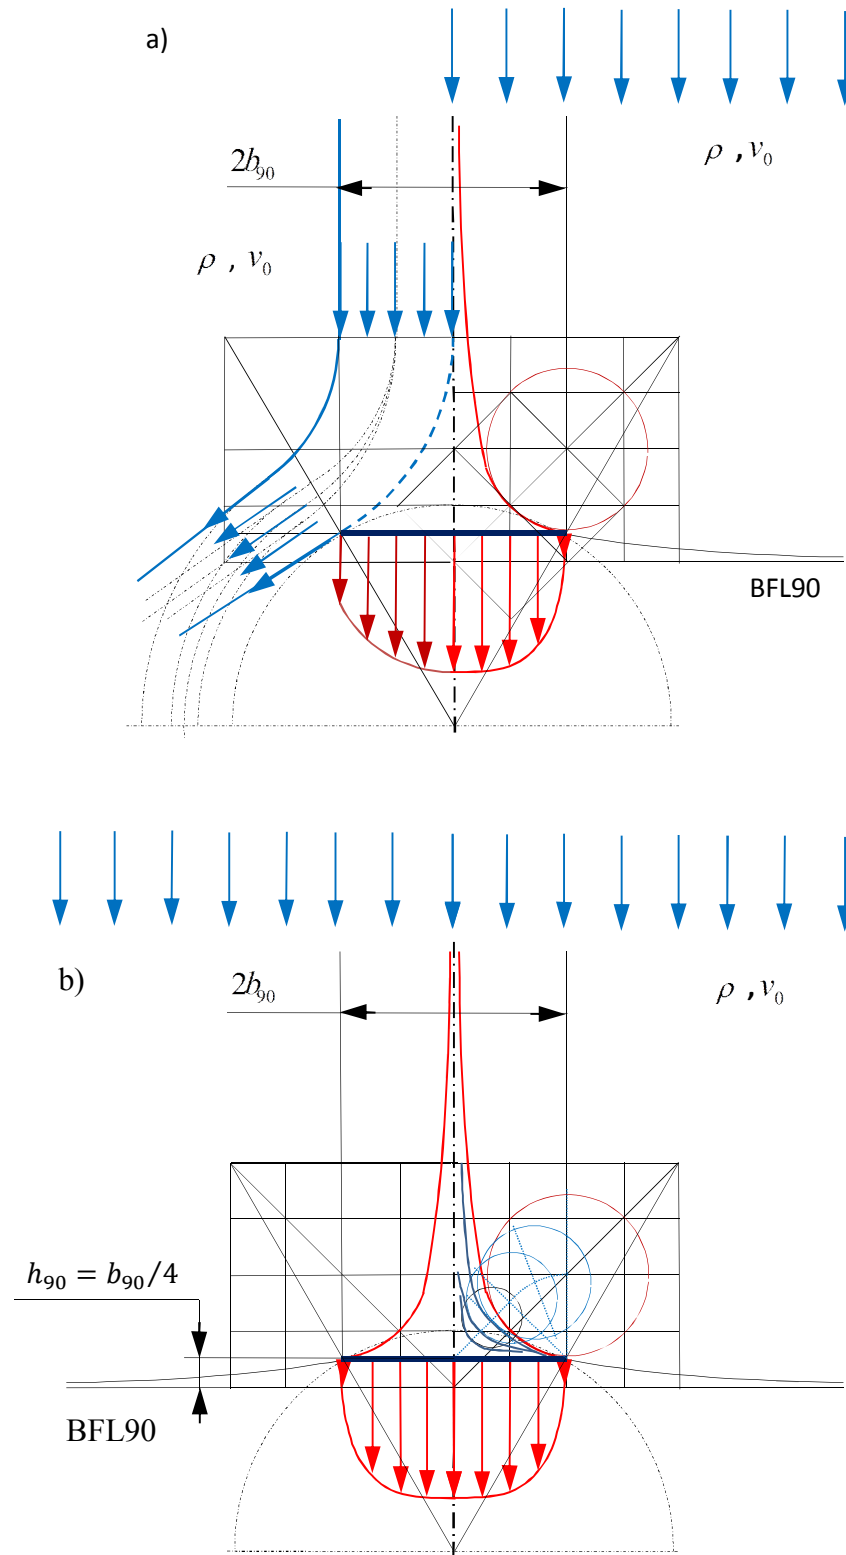 a)
ρ , v₀
2b₉₀
ρ , v₀
BFL90
b)
2b₉₀
ρ , v₀
h₉₀ = b₉₀/4
BFL90